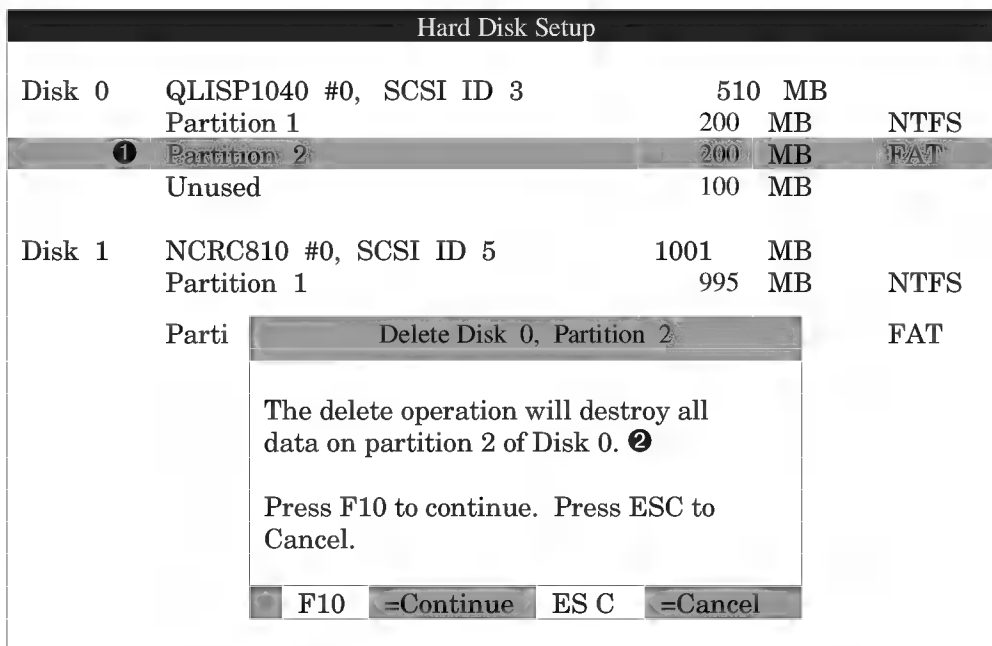 Hard Disk Setup
Disk 0 QLISP1040 #0, SCSI ID 3 510 MB
Partition 1 200 MB NTFS
❶ Partition 2 200 MB FAT
Unused 100 MB
Disk 1 NCRC810 #0, SCSI ID 5 1001 MB
Partition 1 995 MB NTFS
Parti FAT
Delete Disk 0, Partition 2
The delete operation will destroy all
data on partition 2 of Disk 0. ❷
Press F10 to continue. Press ESC to
Cancel.
F10 =Continue ES C =Cancel